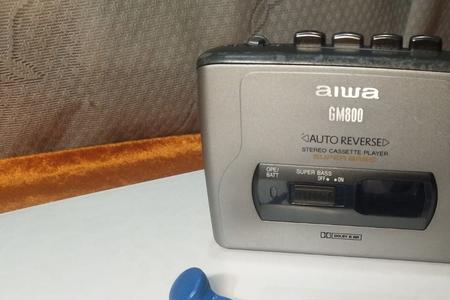 aiwa
GM800
AUTO REVERSE
STEREO CASSETTE PLAYER
SUPER BASS
OPE/ SUPER BASS
BATT OFF ON
DOLBY B NR